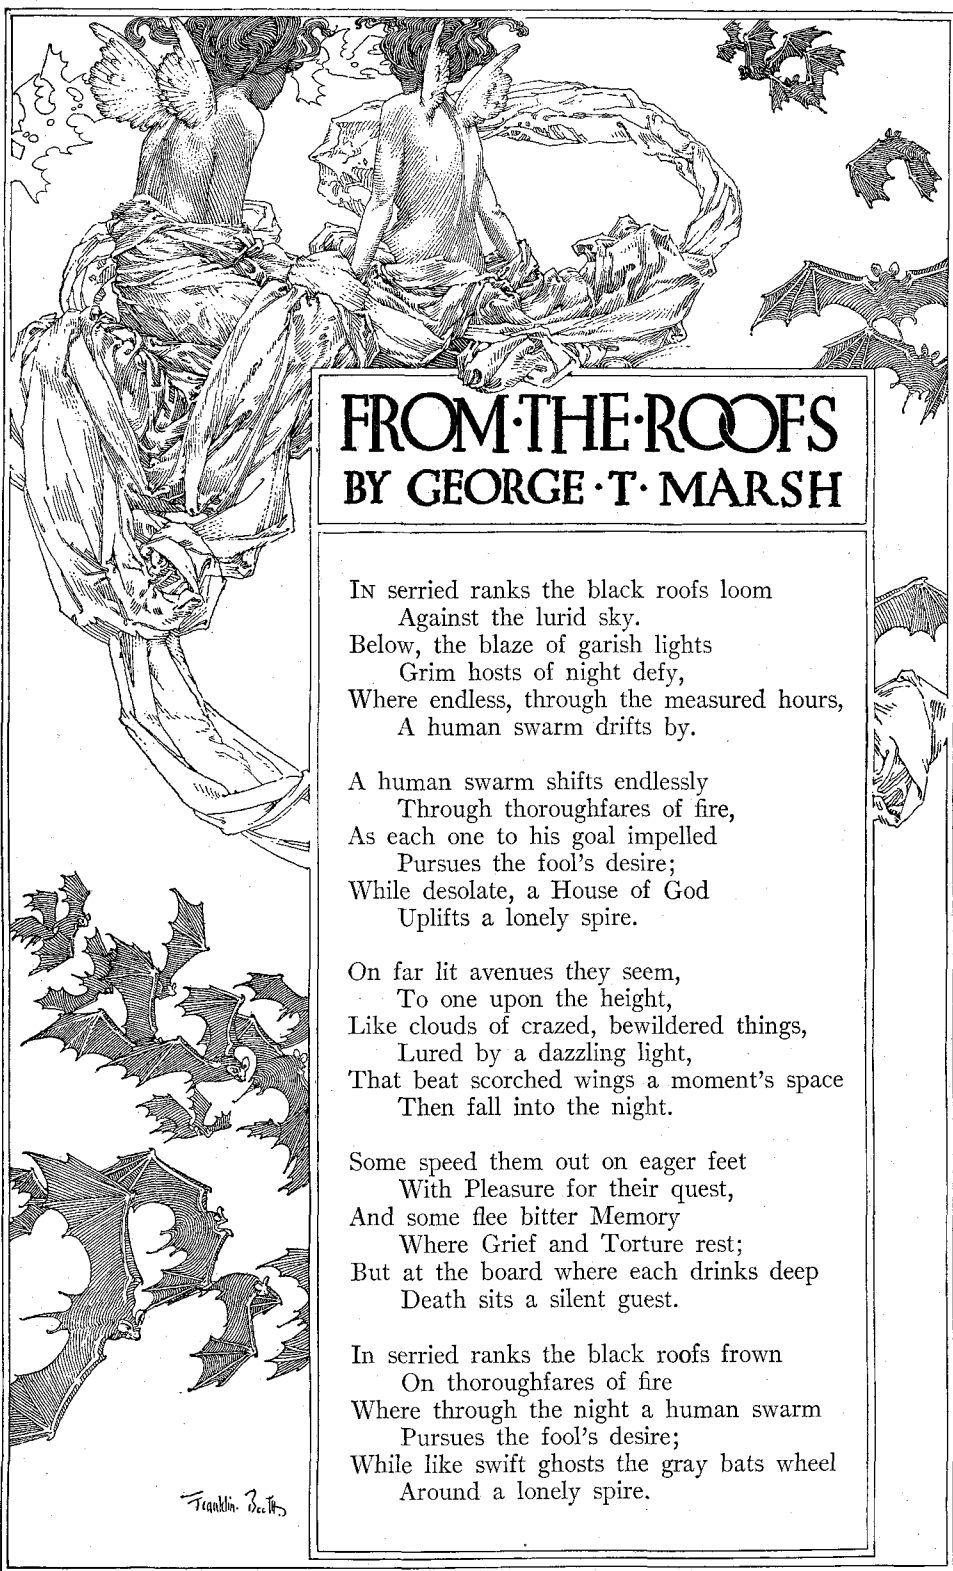 FROM·THE·ROOFS
BY GEORGE·T·MARSH
IN serried ranks the black roofs loom
Against the lurid sky.
Below, the blaze of garish lights
Grim hosts of night defy,
Where endless, through the measured hours,
A human swarm drifts by.
A human swarm shifts endlessly
Through thoroughfares of fire,
As each one to his goal impelled
Pursues the fool's desire;
While desolate, a House of God
Uplifts a lonely spire.
On far lit avenues they seem,
To one upon the height,
Like clouds of crazed, bewildered things,
Lured by a dazzling light,
That beat scorched wings a moment's space
Then fall into the night.
Some speed them out on eager feet
With Pleasure for their quest,
And some flee bitter Memory
Where Grief and Torture rest;
But at the board where each drinks deep
Death sits a silent guest.
In serried ranks the black roofs frown
On thoroughfares of fire
Where through the night a human swarm
Pursues the fool's desire;
While like swift ghosts the gray bats wheel
Around a lonely spire.
Franklin Booth